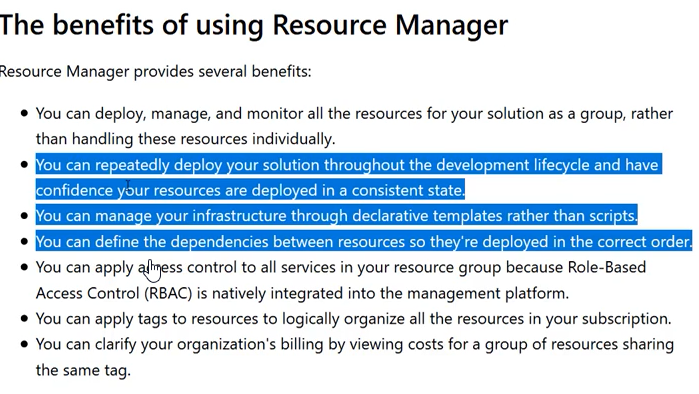 The benefits of using Resource Manager
Resource Manager provides several benefits:
• You can deploy, manage, and monitor all the resources for your solution as a group, rather
than handling these resources individually.
• You can repeatedly deploy your solution throughout the development lifecycle and have
confidence your resources are deployed in a consistent state.
• You can manage your infrastructure through declarative templates rather than scripts.
• You can define the dependencies between resources so they're deployed in the correct order.
• You can apply access control to all services in your resource group because Role-Based
Access Control (RBAC) is natively integrated into the management platform.
• You can apply tags to resources to logically organize all the resources in your subscription.
• You can clarify your organization's billing by viewing costs for a group of resources sharing
the same tag.